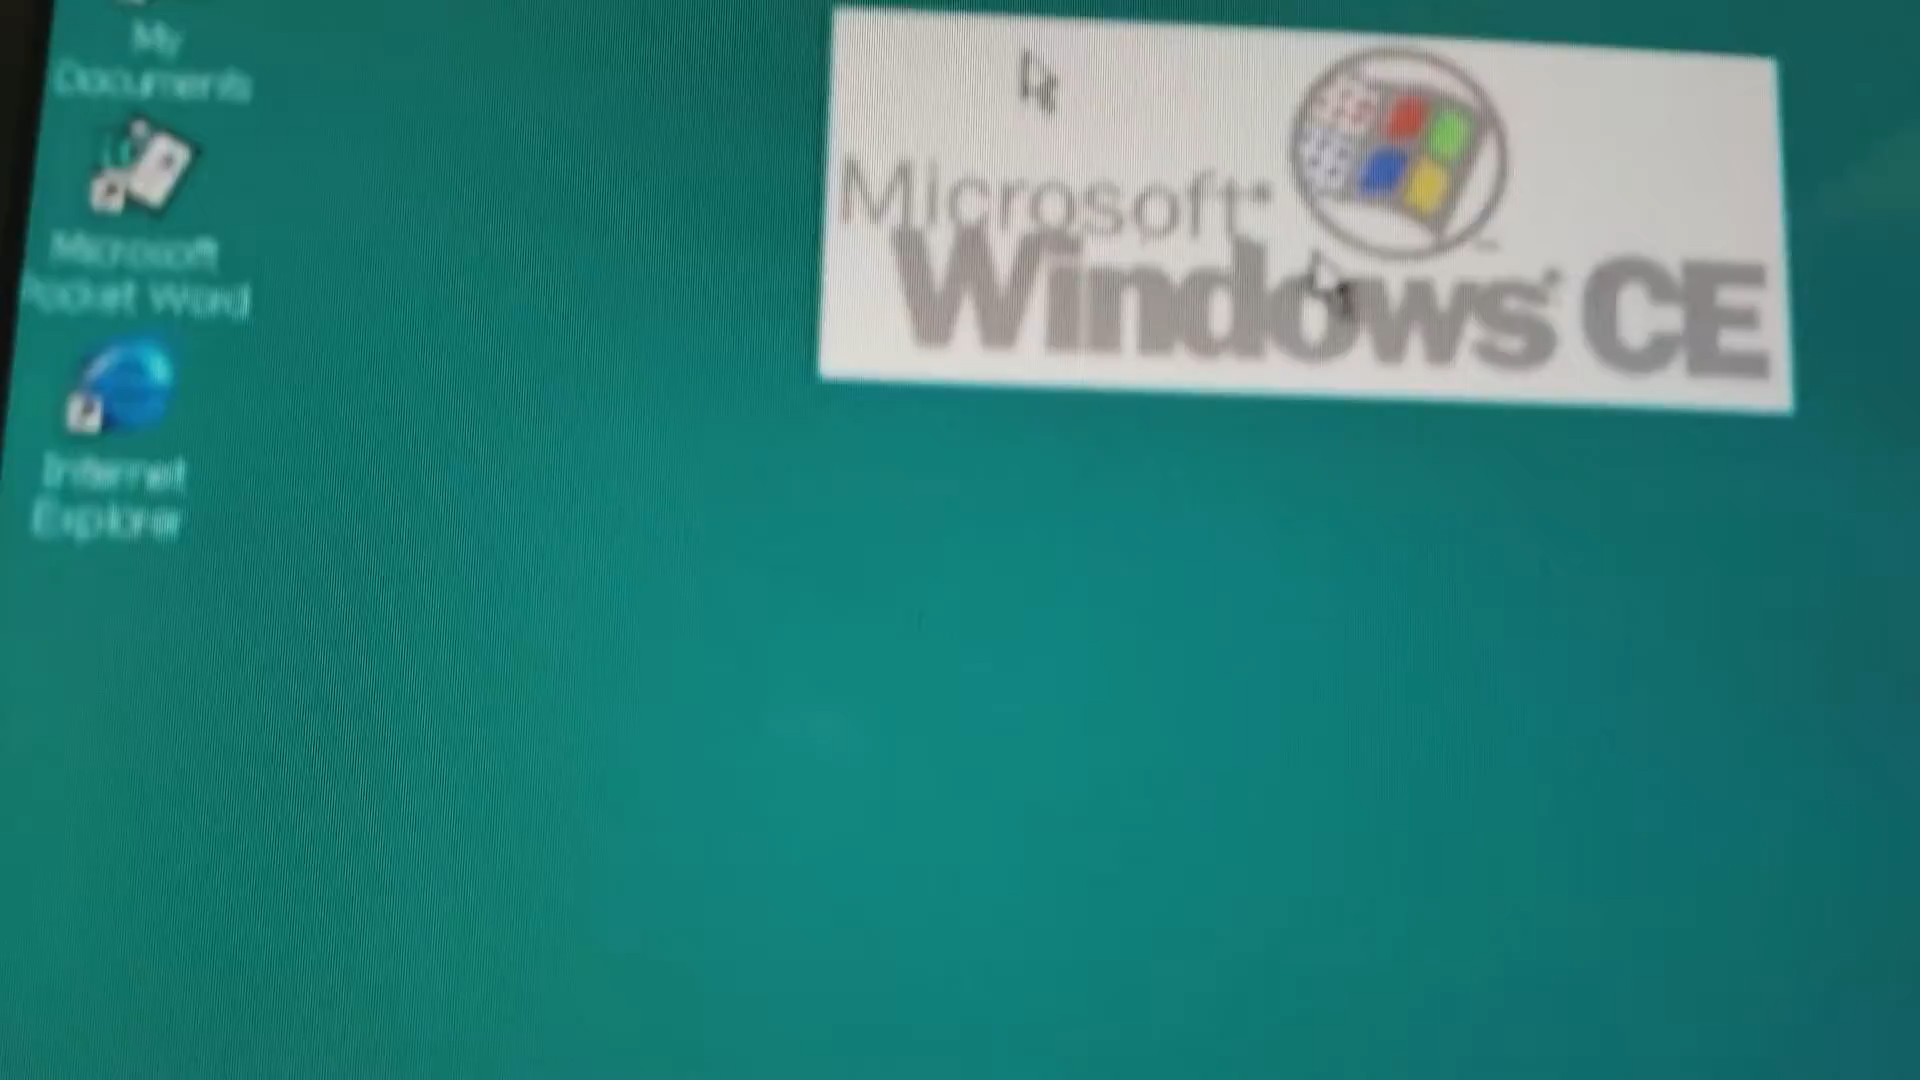 My
Documents
Microsoft
Pocket Word
Internet
Explorer
Microsoft
Windows CE